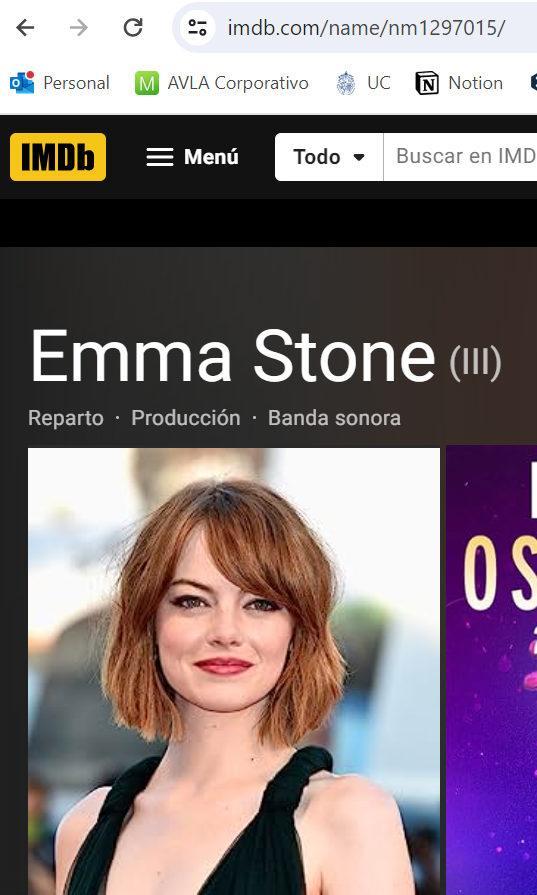 imdb.com/name/nm1297015/
Personal M AVLA Corporativo UC N Notion
IMDb Menú Todo Buscar en IMD
Emma Stone (III)
Reparto · Producción · Banda sonora
OS